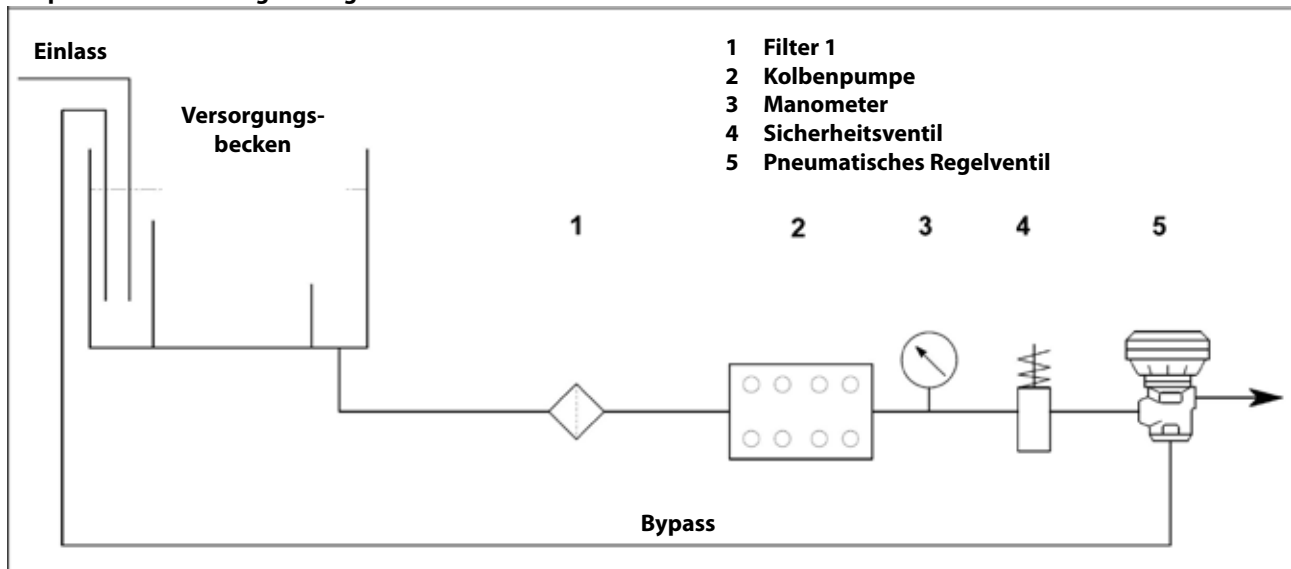 Einlass
Versorgungs-
becken
1 Filter 1
2 Kolbenpumpe
3 Manometer
4 Sicherheitsventil
5 Pneumatisches Regelventil
1 2 3 4 5
Bypass